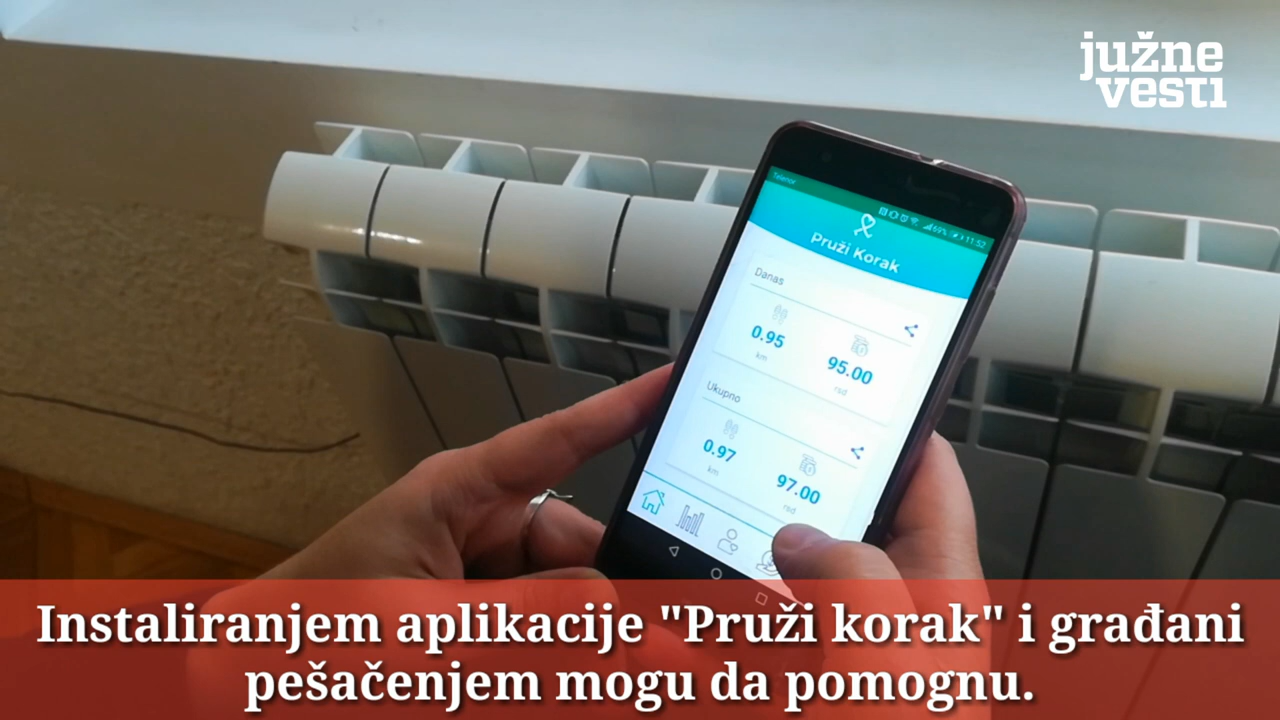 južne
vesti
Telenor
69% 11:52
Pruži Korak
Danas
0.95
km
95.00
rsd
Ukupno
0.97
km
97.00
rsd
Instaliranjem aplikacije "Pruži korak" i građani
pešačenjem mogu da pomognu.